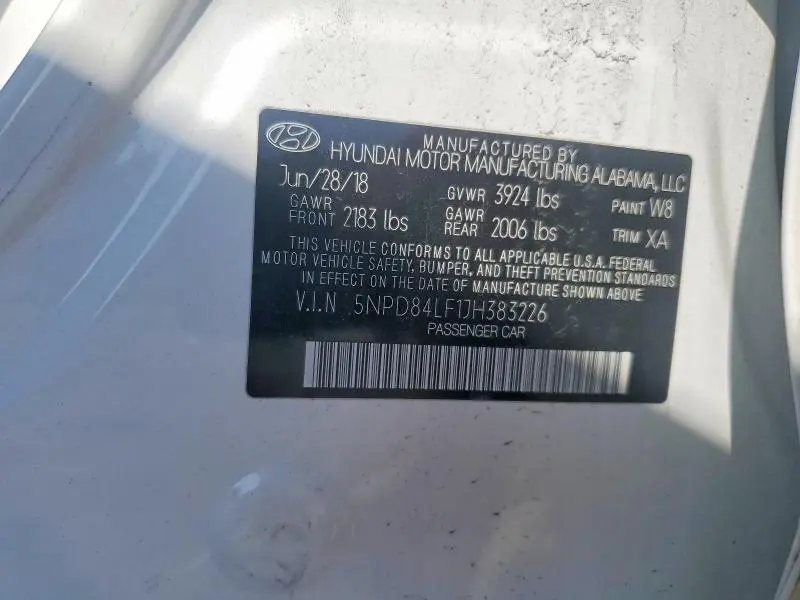 MANUFACTURED BY
HYUNDAI MOTOR MANUFACTURING ALABAMA, LLC
Jun/28/18 GVWR 3924 lbs PAINT W8
GAWR FRONT 2183 lbs GAWR REAR 2006 lbs TRIM XA
THIS VEHICLE CONFORMS TO ALL APPLICABLE U.S.A. FEDERAL
MOTOR VEHICLE SAFETY, BUMPER, AND THEFT PREVENTION STANDARDS
IN EFFECT ON THE DATE OF MANUFACTURE SHOWN ABOVE
V.I.N 5NPD84LF1JH383226
PASSENGER CAR